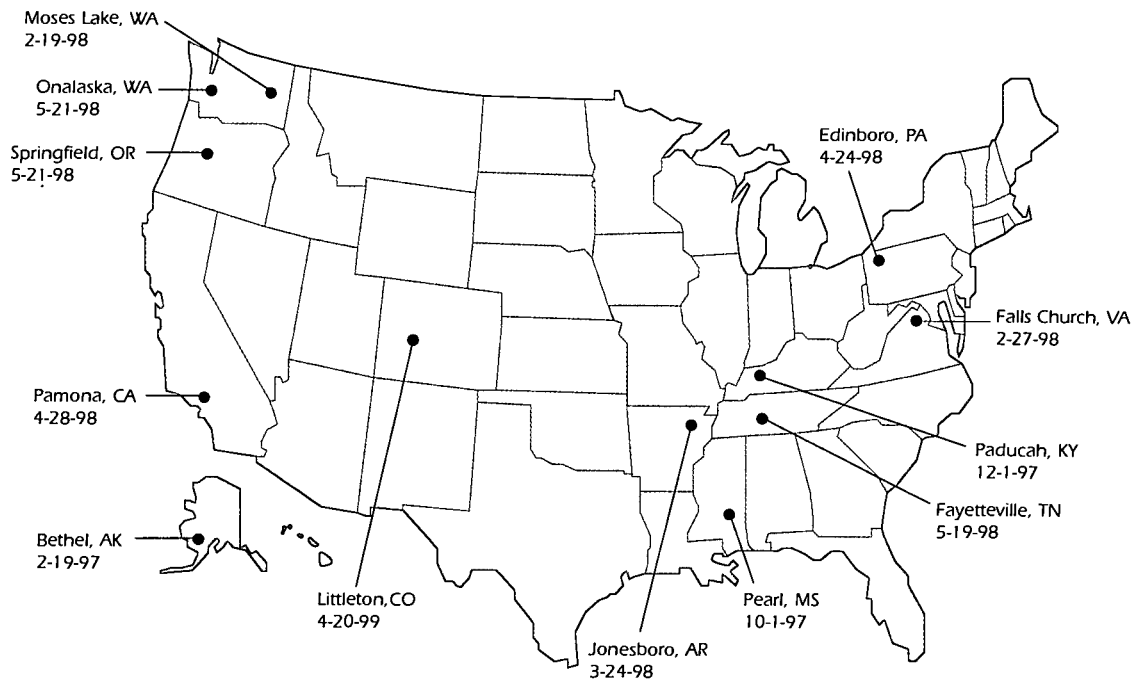 Moses Lake, WA
2-19-98
Onalaska, WA
5-21-98
Springfield, OR
5-21-98
Edinboro, PA
4-24-98
Falls Church, VA
2-27-98
Pamona, CA
4-28-98
Paducah, KY
12-1-97
Fayetteville, TN
5-19-98
Bethel, AK
2-19-97
Littleton,CO
4-20-99
Pearl, MS
10-1-97
Jonesboro, AR
3-24-98